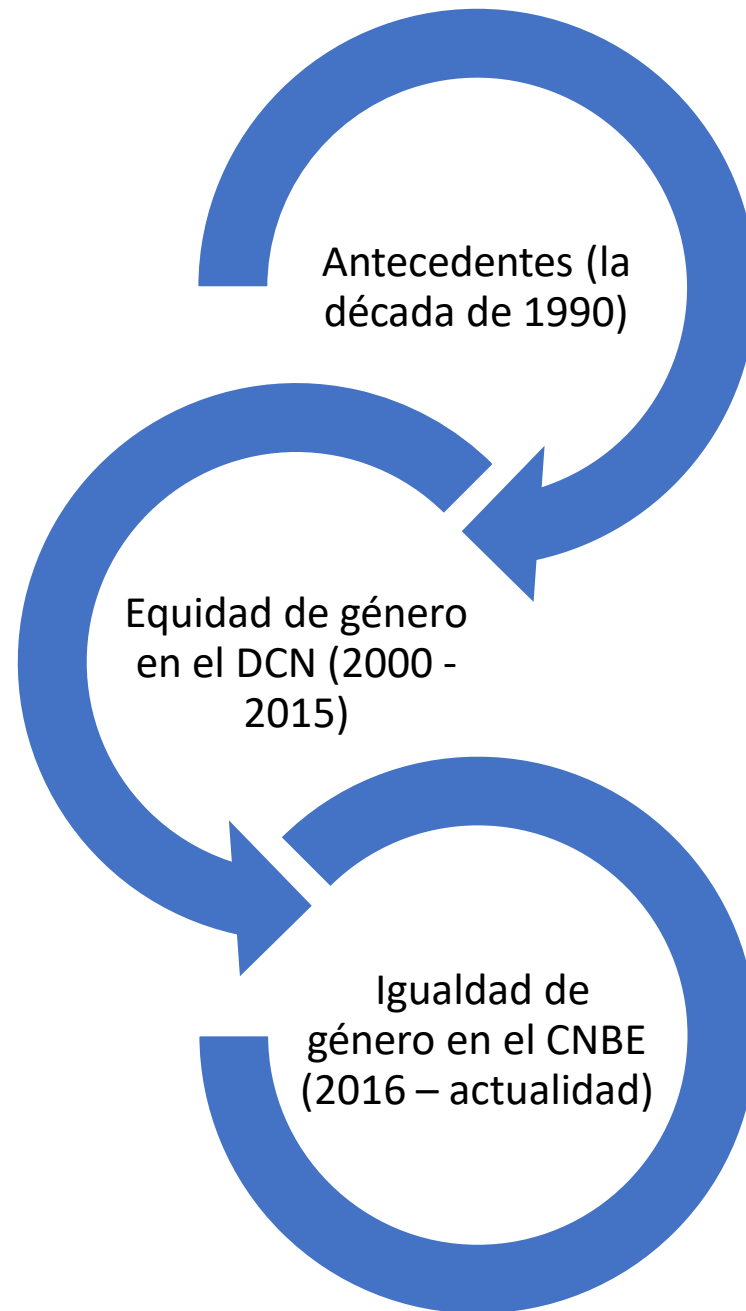 Antecedentes (la
década de 1990)
Equidad de género
en el DCN (2000 -
2015)
Igualdad de
género en el CNBE
(2016 – actualidad)